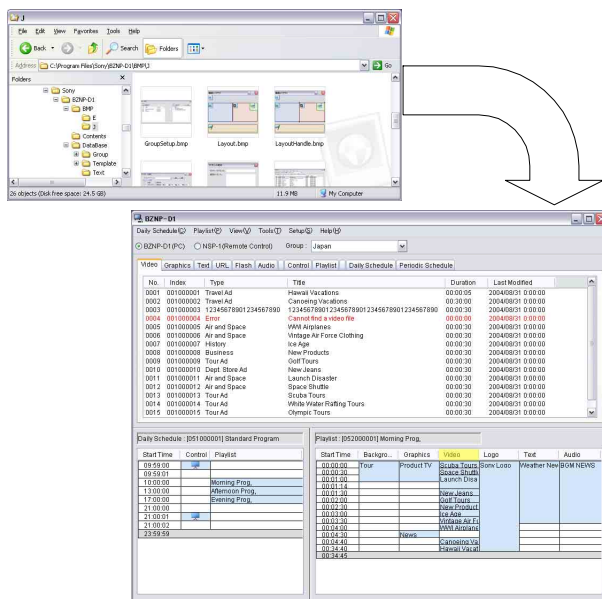 J
File Edit View Favorites Tools Help
Back Search Folders
Address C:\Program Files\Sony\BZNP-D1\BMP\J Go
Folders
Sony
BZNP-D1
BMP
E
J
Contents
DataBase
Group
Template
Text
GroupSetup.bmp Layout.bmp LayoutHandle.bmp
26 objects (Disk free space: 24.5 GB) 11.9 MB My Computer
BZNP-D1
Daily Schedule(C) Playlist(P) View(V) Tools(T) Setup(S) Help(H)
BZNP-D1(PC) NSP-1(Remote Control) Group : Japan
Video Graphics Text URL Flash Audio Control Playlist Daily Schedule Periodic Schedule
No. Index Type Title Duration Last Modified
0001 001000001 Travel Ad Hawaii Vacations 00:00:05 2004/08/31 0:00:00
0002 001000002 Travel Ad Canoeing Vacations 00:30:00 2004/08/31 0:00:00
0003 001000003 12345678901234567890 12345678901234567890123456789012345678901234567890 00:00:30 2004/08/31 0:00:00
0004 001000004 Error Cannot find a video file 00:00:00 2004/08/31 0:00:00
0005 001000005 Air and Space WWI Airplanes 00:00:30 2004/08/31 0:00:00
0006 001000006 Air and Space Vintage Air Force Clothing 00:00:30 2004/08/31 0:00:00
0007 001000007 History Ice Age 00:00:30 2004/08/31 0:00:00
0008 001000008 Business New Products 00:00:30 2004/08/31 0:00:00
0009 001000009 Tour Ad Golf Tours 00:00:30 2004/08/31 0:00:00
0010 001000010 Dept. Store Ad New Jeans 00:00:30 2004/08/31 0:00:00
0011 001000011 Air and Space Launch Disaster 00:00:30 2004/08/31 0:00:00
0012 001000012 Air and Space Space Shuttle 00:00:30 2004/08/31 0:00:00
0013 001000013 Tour Ad Scuba Tours 00:00:30 2004/08/31 0:00:00
0014 001000014 Tour Ad White Water Rafting Tours 00:00:30 2004/08/31 0:00:00
0015 001000015 Tour Ad Olympic Tours 00:00:30 2004/08/31 0:00:00
Daily Schedule : [051000001] Standard Program
Start Time Control Playlist
09:59:00
09:59:01
10:00:00 Morning Prog,
13:00:00 Afternoon Prog,
17:00:00 Evening Prog,
21:00:00
21:00:01
21:00:02
23:59:59
Playlist : [052000001] Morning Prog,
Start Time Backgro... Graphics Video Logo Text Audio
00:00:00 Tour Product TV Scuba Tours Sony Logo Weather New BGM NEWS
00:00:30 Space Shuttl
00:01:00 Launch Disa
00:01:14
00:01:30 New Jeans
00:02:00 Golf Tours
00:02:30 New Product
00:03:00 Ice Age
00:03:30 Vintage Air Fo
00:04:00 WWI Airplane
00:04:30 News
00:04:40 Canoeing Va
00:34:40 Hawaii Vacat
00:34:45